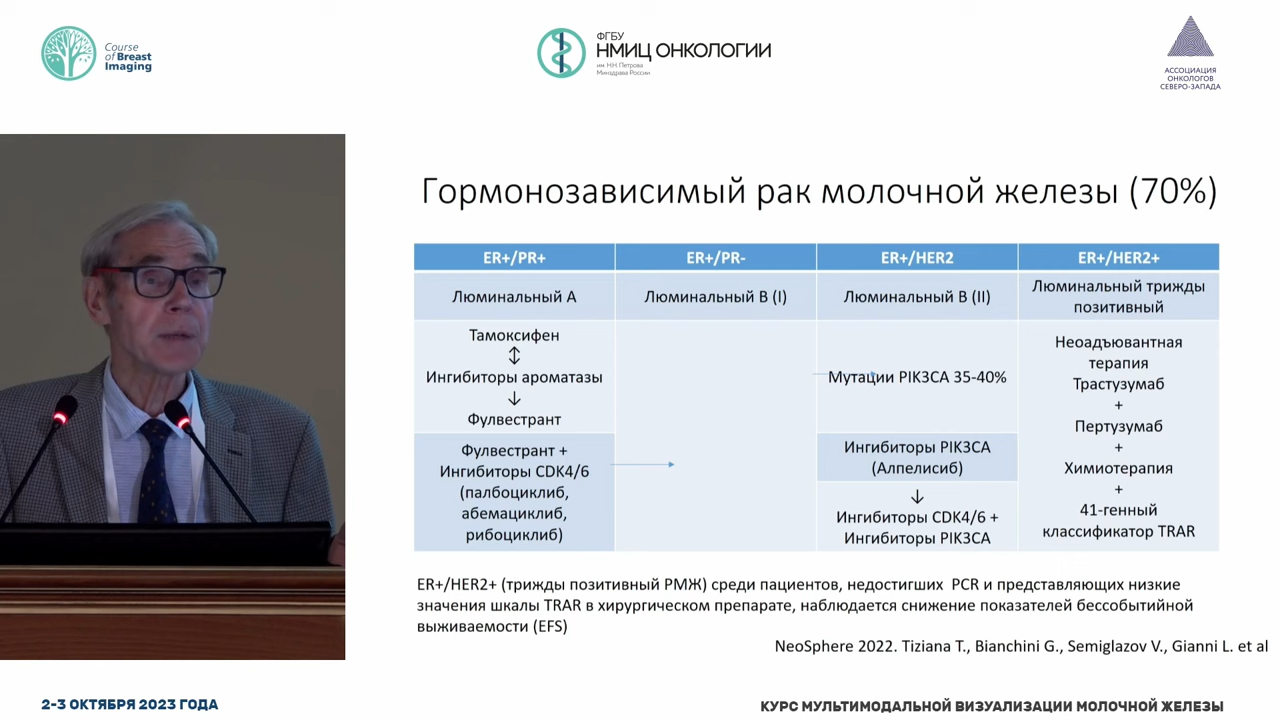 Course
of Breast
Imaging
ФГБУ
НМИЦ ОНКОЛОГИИ
им. Н.Н. Петрова
Минздрава России
АССОЦИАЦИЯ
ОНКОЛОГОВ
СЕВЕРО-ЗАПАДА
Гормонозависимый рак молочной железы (70%)
ER+/PR+
ER+/PR-
ER+/HER2
ER+/HER2+
Люминальный А
Люминальный В (I)
Люминальный В (II)
Люминальный трижды
позитивный
Тамоксифен
↕
Ингибиторы ароматазы
↓
Фулвестрант
Фулвестрант +
Ингибиторы CDK4/6
(палбоциклиб,
абемациклиб,
рибоциклиб)
Мутации PIK3CA 35-40%
Ингибиторы PIK3CA
(Алпелисиб)
↓
Ингибиторы CDK4/6 +
Ингибиторы PIK3CA
Неоадъювантная
терапия
Трастузумаб
+
Пертузумаб
+
Химиотерапия
+
41-генный
классификатор TRAR
ER+/HER2+ (трижды позитивный РМЖ) среди пациентов, недостигших PCR и представляющих низкие
значения шкалы TRAR в хирургическом препарате, наблюдается снижение показателей бессобытийной
выживаемости (EFS)
NeoSphere 2022. Tiziana T., Bianchini G., Semiglazov V., Gianni L. et al
2-3 ОКТЯБРЯ 2023 ГОДА
КУРС МУЛЬТИМОДАЛЬНОЙ ВИЗУАЛИЗАЦИИ МОЛОЧНОЙ ЖЕЛЕЗЫ